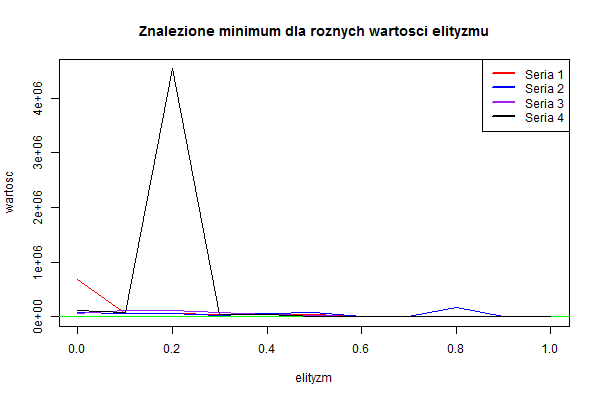 Znalezione minimum dla roznych wartosci elityzmu
Seria 1
Seria 2
Seria 3
Seria 4
wartosc
4e+06
3e+06
2e+06
1e+06
0e+00
0.0 0.2 0.4 0.6 0.8 1.0
elityzm